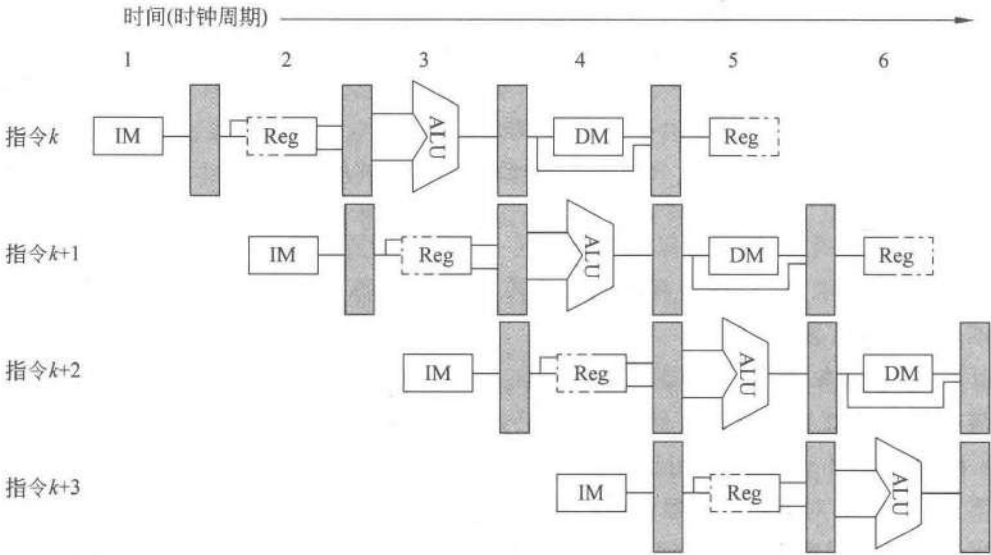 时间(时钟周期)
1 2 3 4 5 6
指令k IM Reg ALU DM Reg
指令k+1 IM Reg ALU DM Reg
指令k+2 IM Reg ALU DM
指令k+3 IM Reg ALU